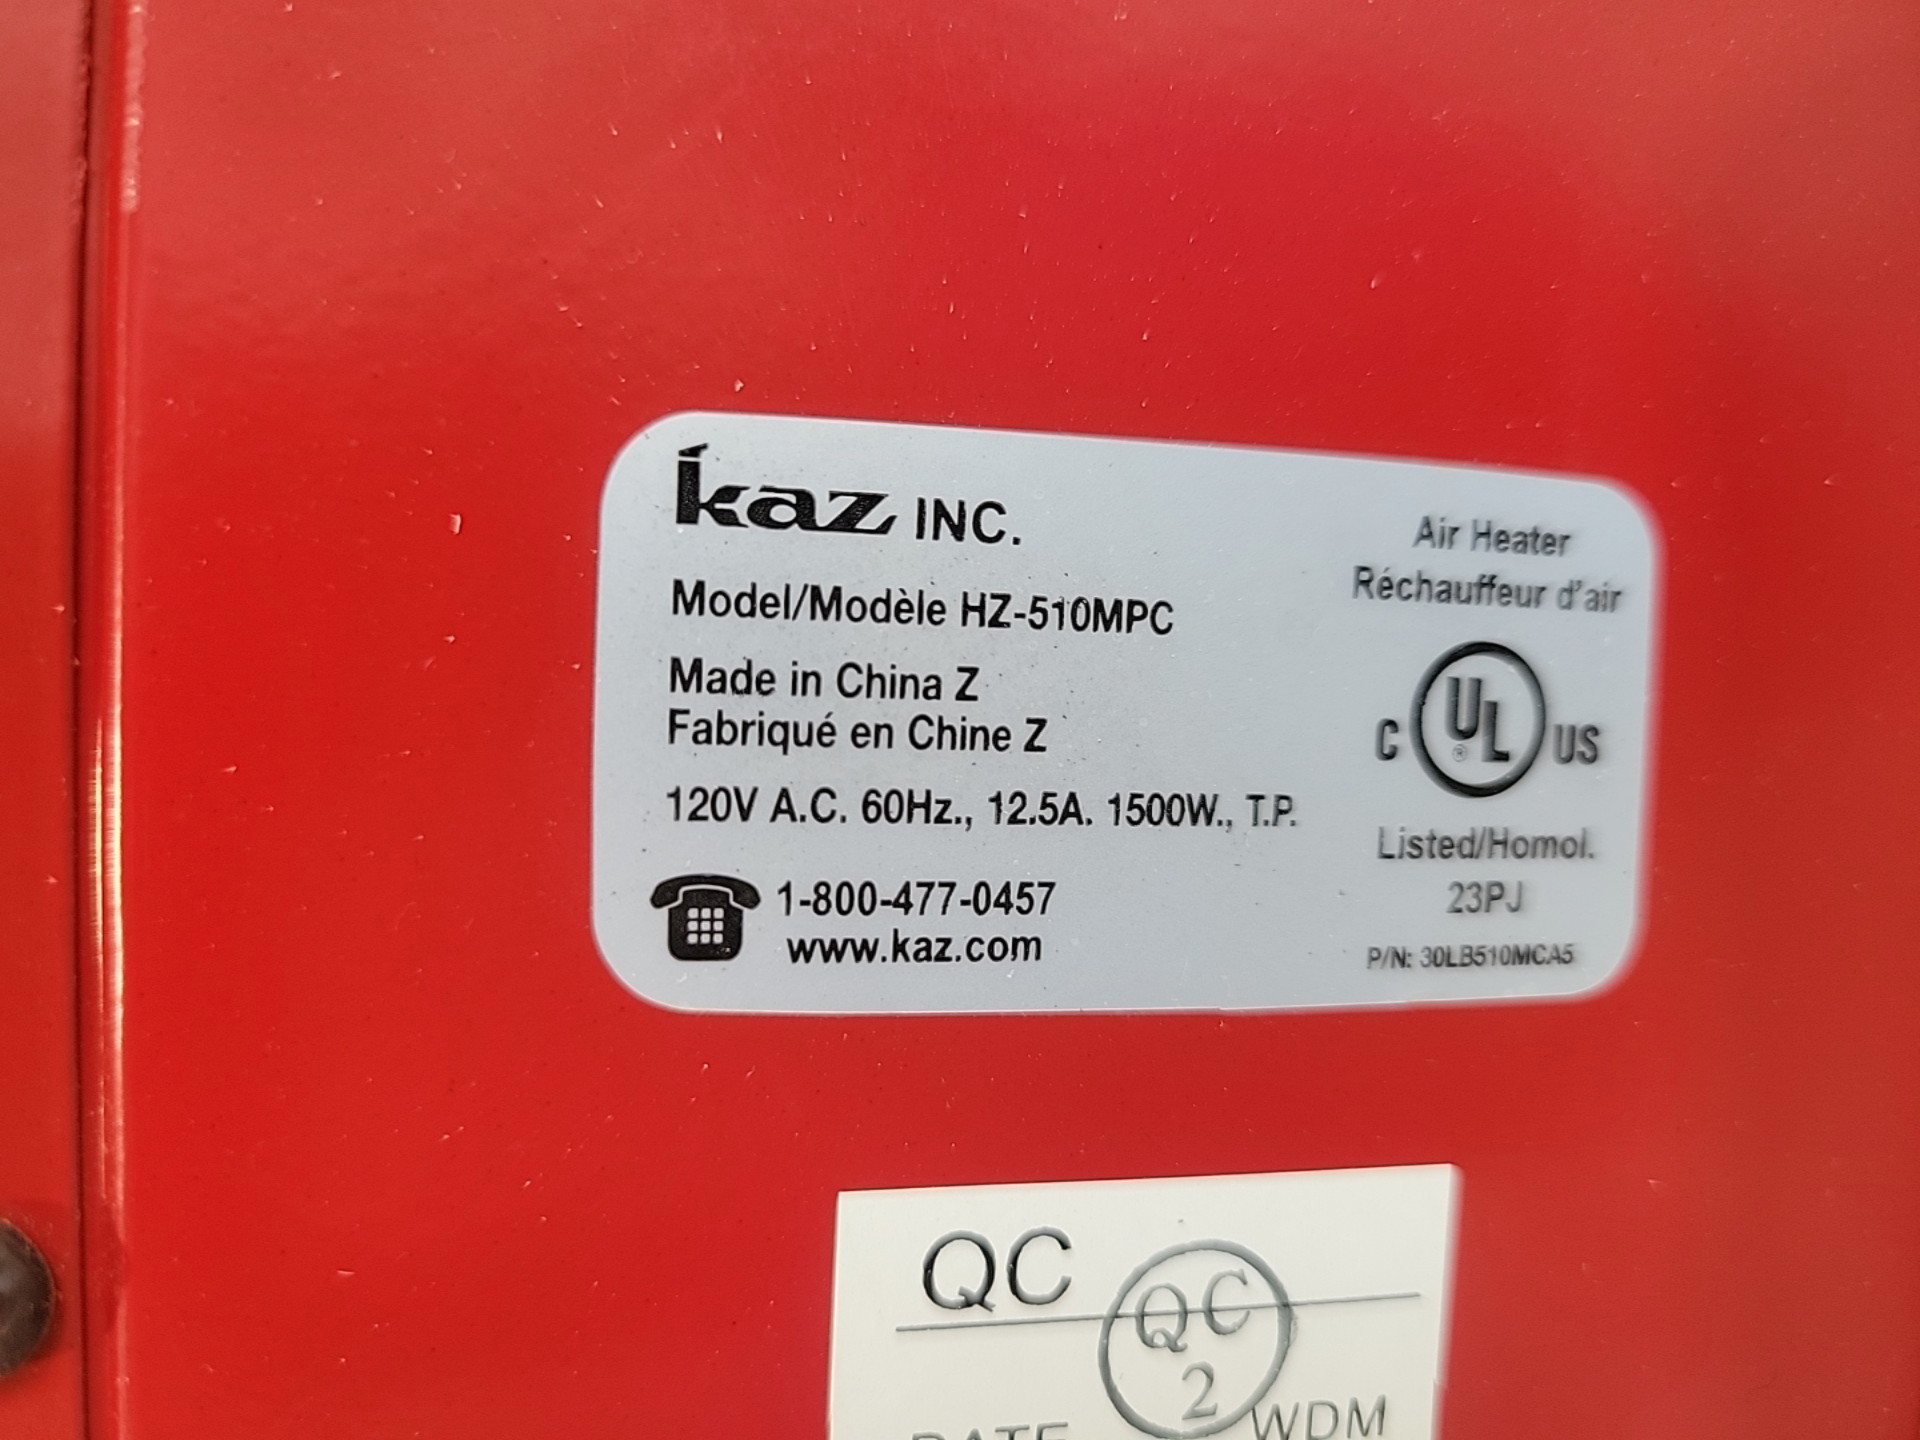 kaz INC.
Model/Modèle HZ-510MPC
Made in China Z
Fabriqué en Chine Z
120V A.C. 60Hz., 12.5A. 1500W., T.P.
1-800-477-0457
www.kaz.com
Air Heater
Réchauffeur d'air
C UL® US
Listed/Homol.
23PJ
P/N: 30LB510MCA5
QC
QC
2
DATE WDM